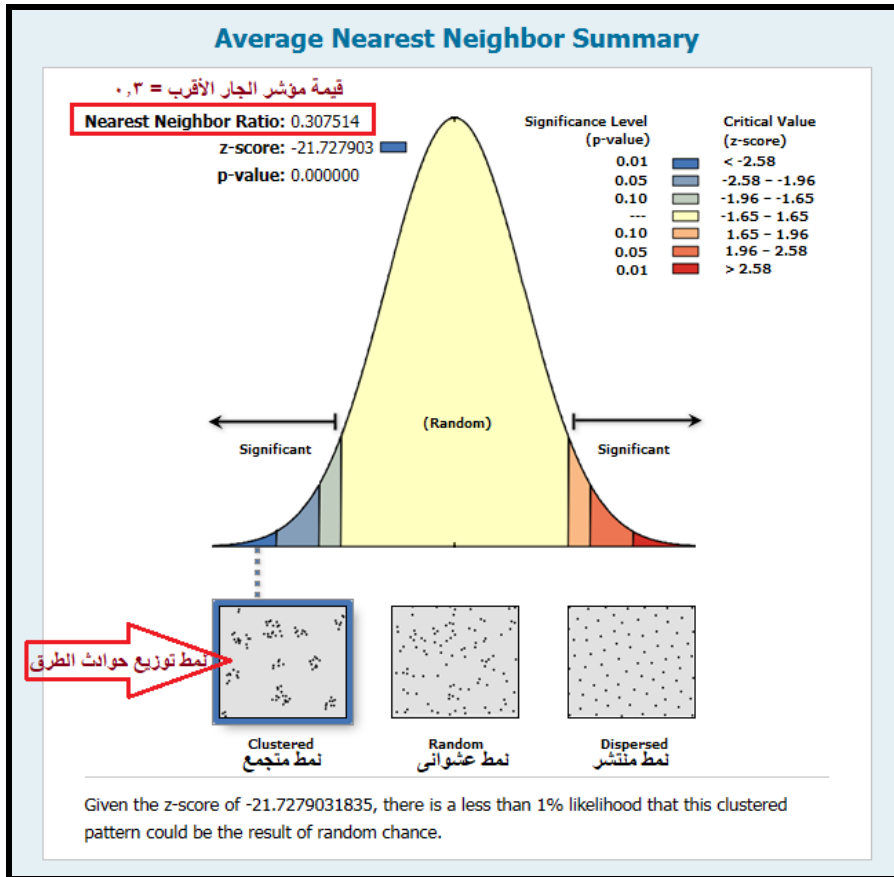 Average Nearest Neighbor Summary
قيمة مؤشر الجار الأقرب = ٠,٣
Nearest Neighbor Ratio: 0.307514
z-score: -21.727903
p-value: 0.000000
Significance Level (p-value)
Critical Value (z-score)
0.01 < -2.58
0.05 -2.58 – -1.96
0.10 -1.96 – -1.65
--- -1.65 – 1.65
0.10 1.65 – 1.96
0.05 1.96 – 2.58
0.01 > 2.58
(Random)
Significant
Significant
نمط توزيع حوادث الطرق
Clustered Random Dispersed
نمط متجمع نمط عشوائى نمط منتشر
Given the z-score of -21.7279031835, there is a less than 1% likelihood that this clustered
pattern could be the result of random chance.